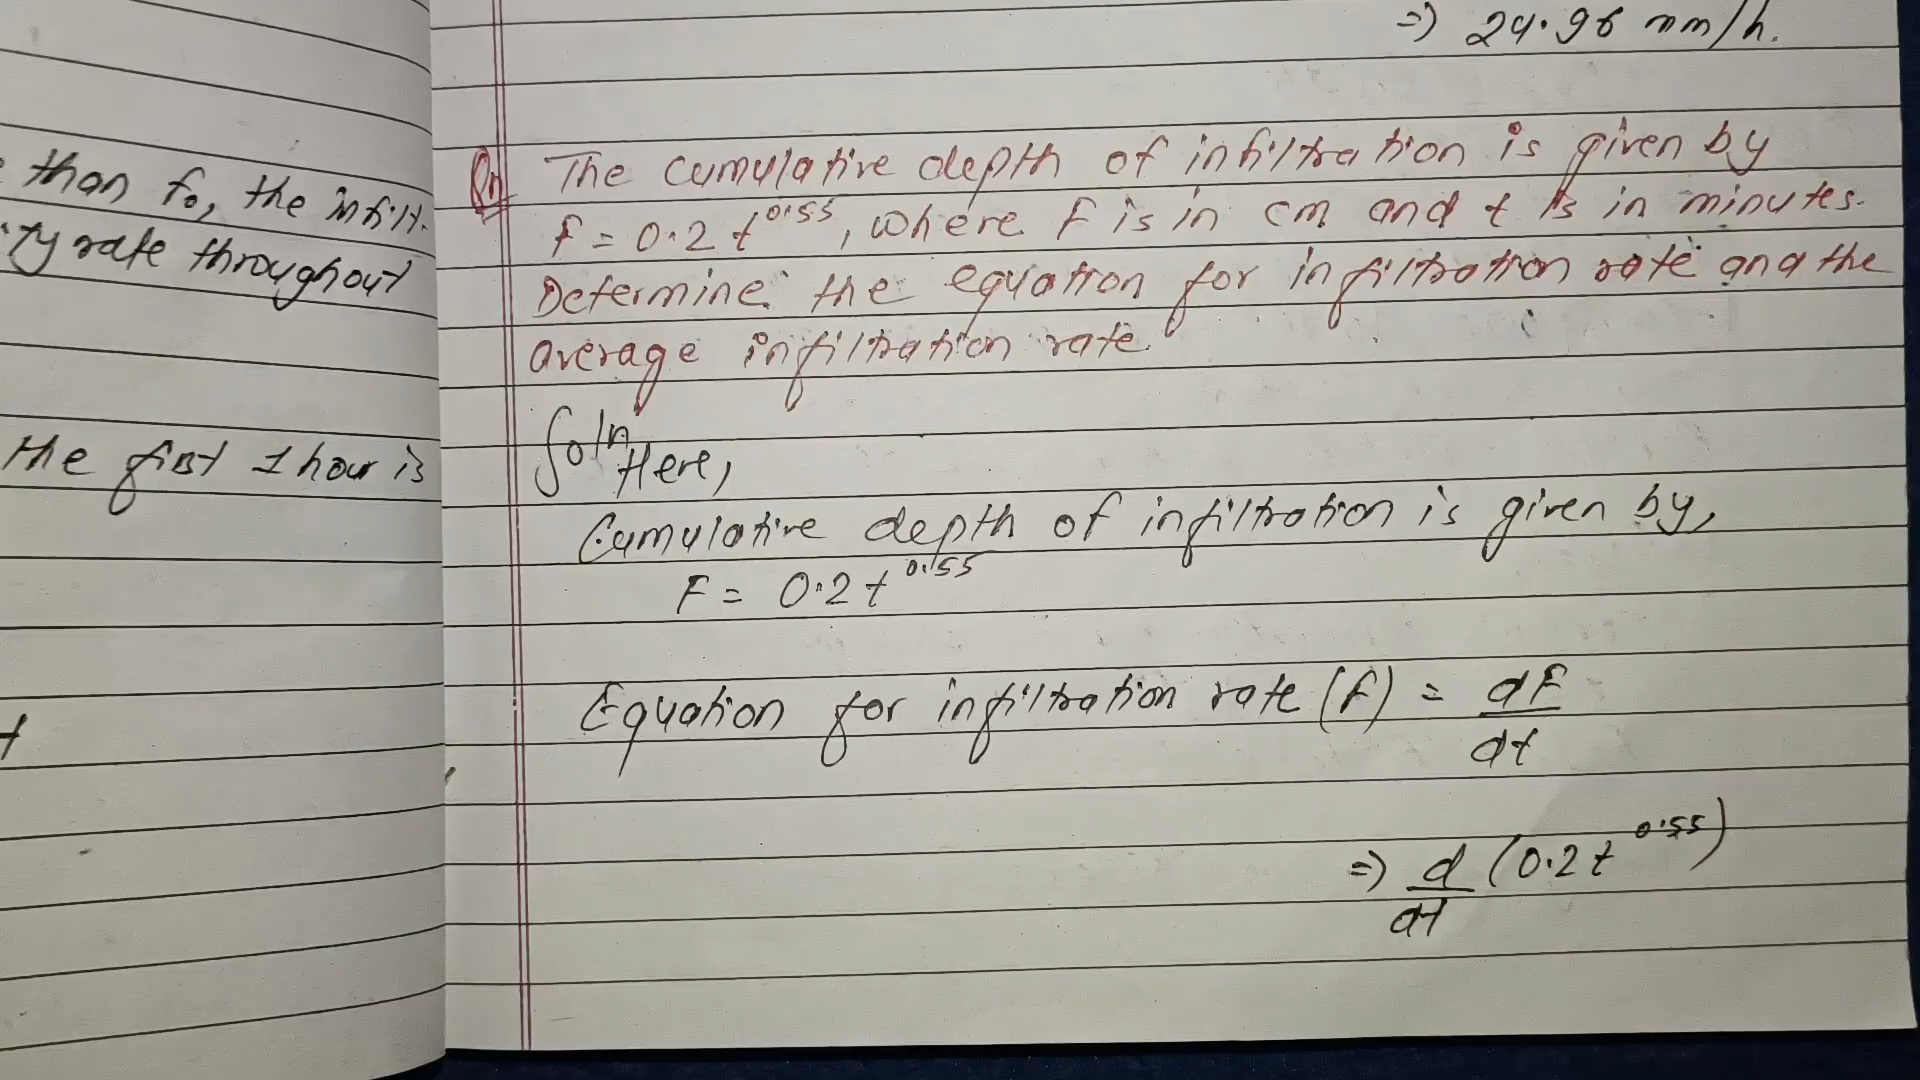 than fo, the infilt.
ity rate throughout
the first 1 hour is
=> 24.96 mm/h.
Qn The cumulative depth of infiltration is given by
F = 0.2 t^0.55, where F is in cm and t is in minutes.
Determine the equation for infiltration rate and the
average infiltration rate.
Soln Here,
Cumulative depth of infiltration is given by,
F = 0.2 t^0.55
Equation for infiltration rate (f) = dF/dt
=> d/dt (0.2 t^0.55)